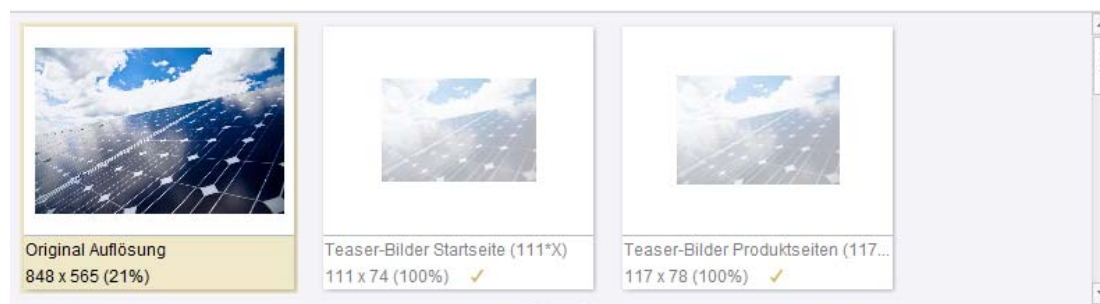 Original Auflösung
848 x 565 (21%)
Teaser-Bilder Startseite (111*X)
111 x 74 (100%) ✓
Teaser-Bilder Produktseiten (117...
117 x 78 (100%) ✓